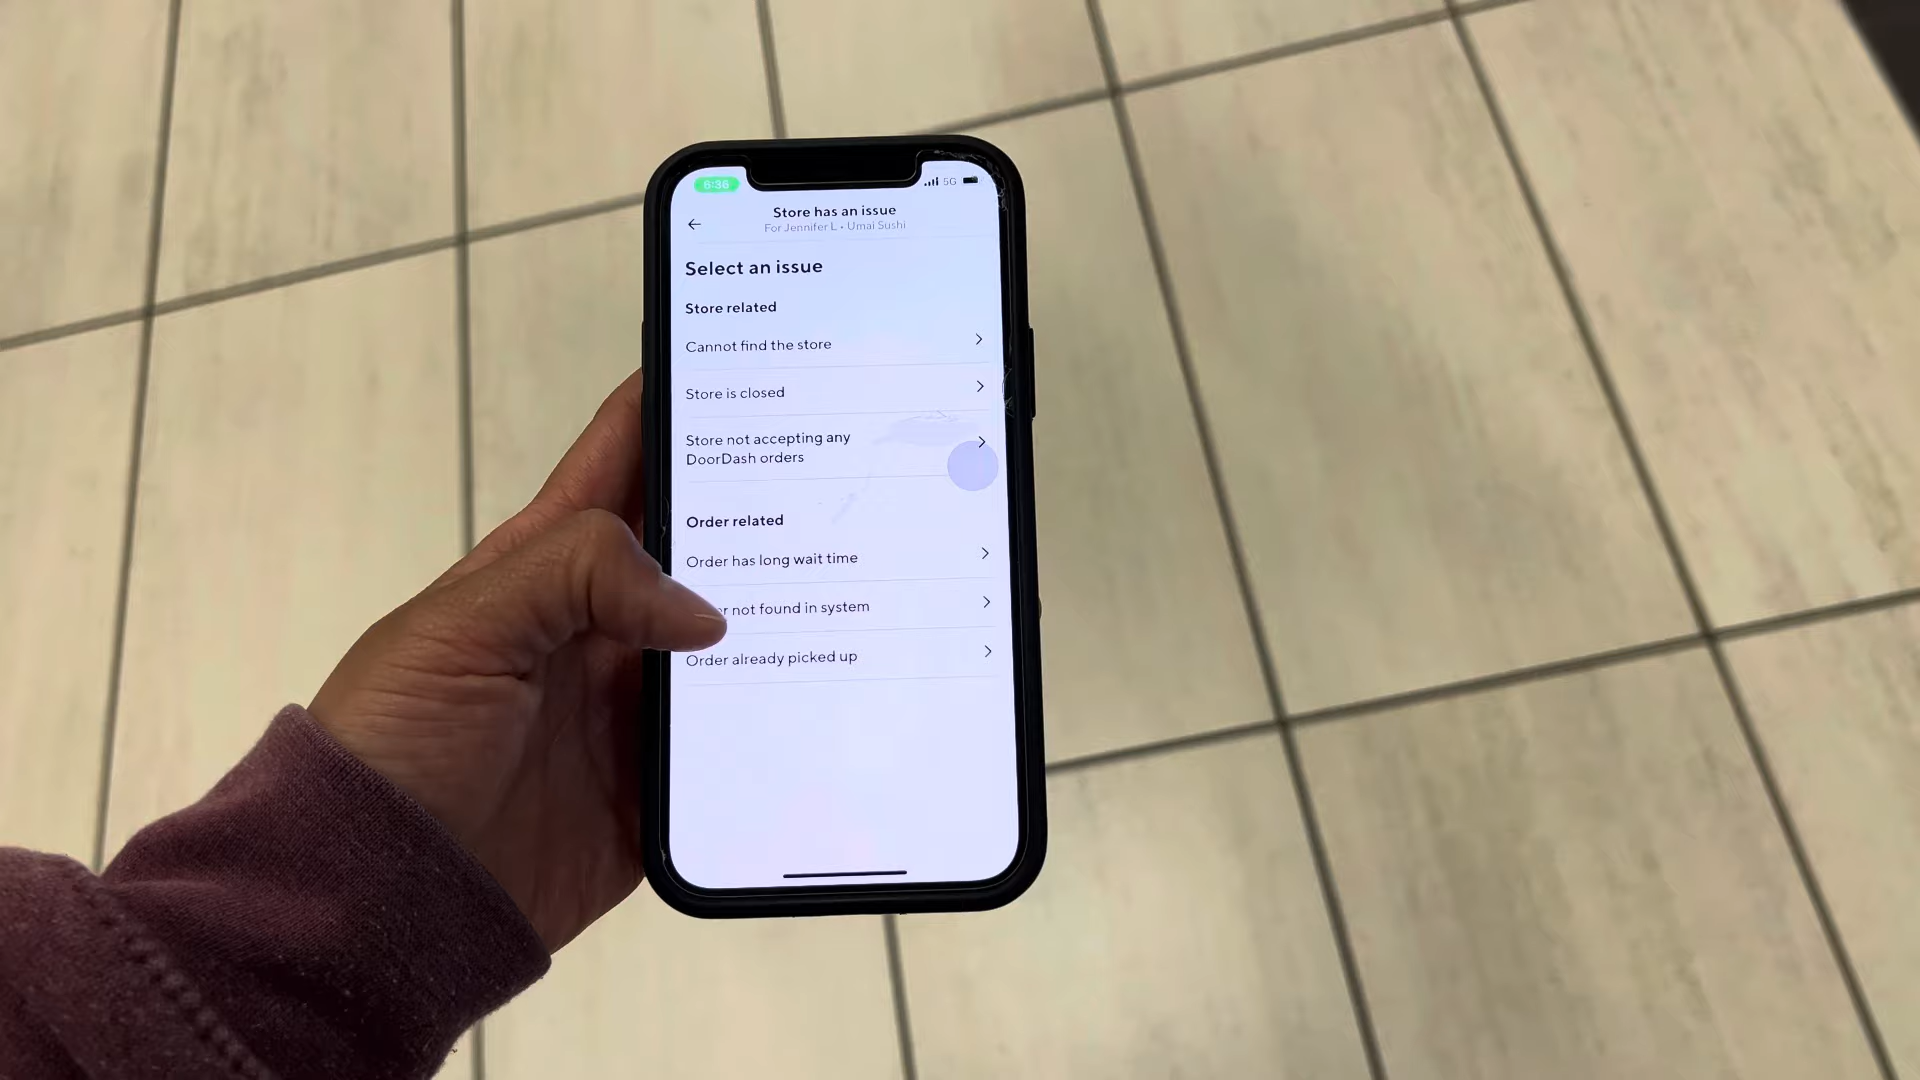 6:36
5G
Store has an issue
For Jennifer L • Umai Sushi
Select an issue
Store related
Cannot find the store
Store is closed
Store not accepting any
DoorDash orders
Order related
Order has long wait time
not found in system
Order already picked up